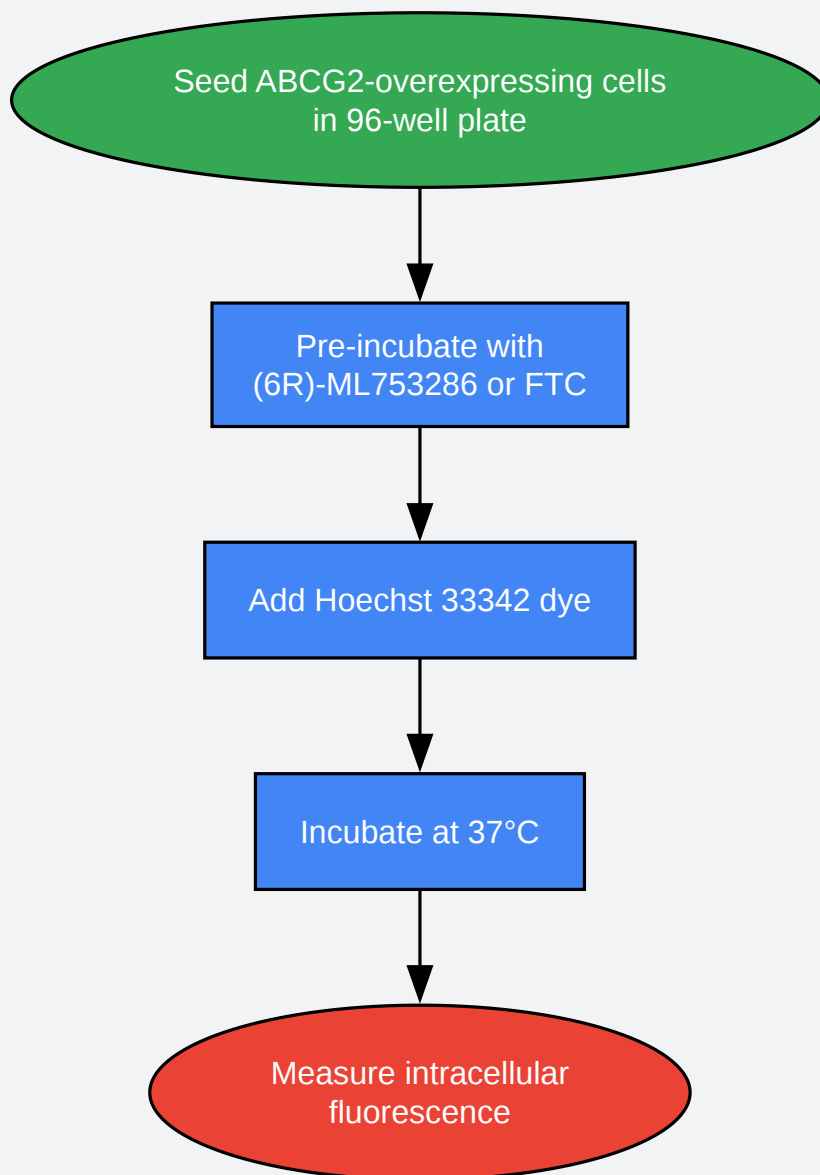 Seed ABCG2-overexpressing cells
in 96-well plate
Pre-incubate with
(6R)-ML753286 or FTC
Add Hoechst 33342 dye
Incubate at 37°C
Measure intracellular
fluorescence